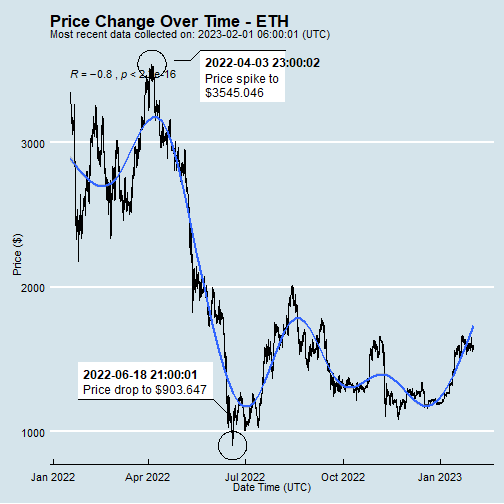 Price Change Over Time - ETH
Most recent data collected on: 2023-02-01 06:00:01 (UTC)
R = −0.8 , p < 2.2e-16
2022-04-03 23:00:02
Price spike to
$3545.046
3000
2000
1000
Price ($)
2022-06-18 21:00:01
Price drop to $903.647
Jan 2022
Apr 2022
Jul 2022
Oct 2022
Jan 2023
Date Time (UTC)